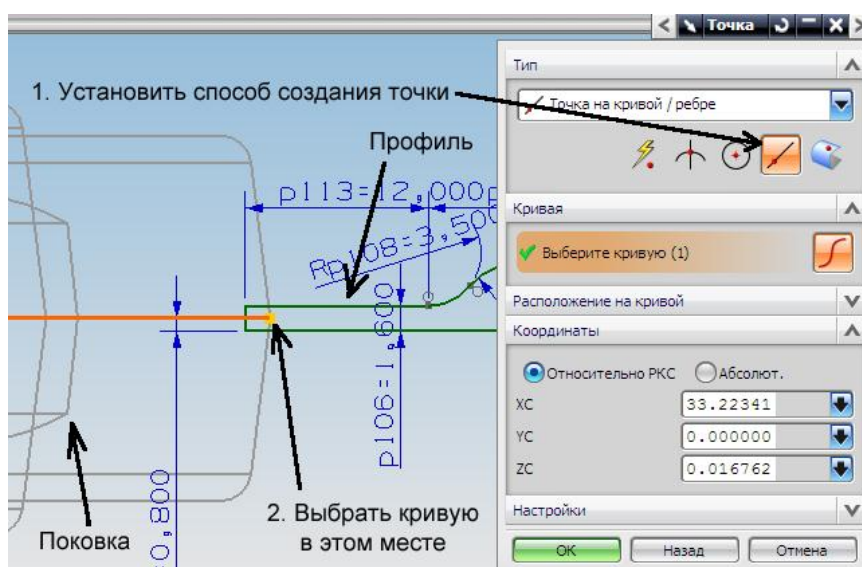 Точка
Тип
1. Установить способ создания точки
Точка на кривой / ребре
Профиль
p113=12,000
Кривая
Rp108=3,500
Выберите кривую (1)
Расположение на кривой
Координаты
p106=1,600
Относительно РКС
Абсолют.
XC
33.22341
YC
0.000000
ZC
0.016762
2. Выбрать кривую
в этом месте
Настройки
Поковка
0,800
ОК
Назад
Отмена